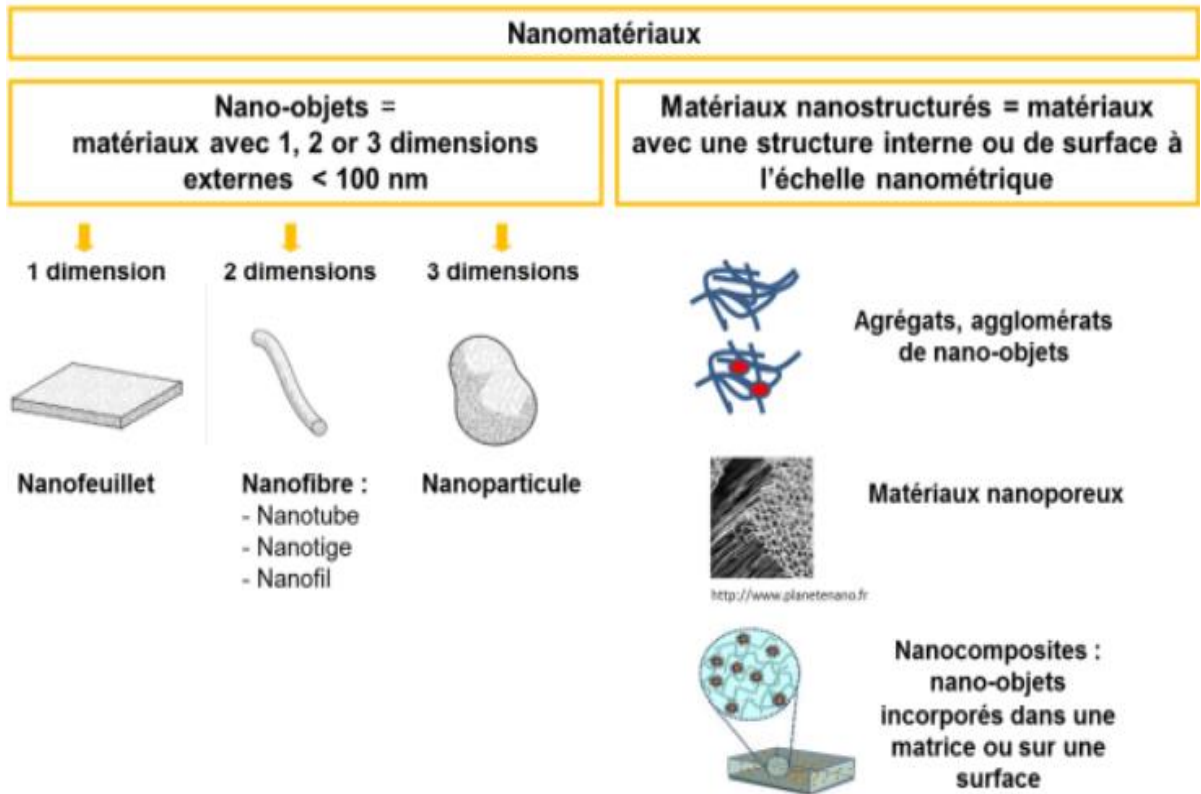 Nanomatériaux
Nano-objets =
matériaux avec 1, 2 or 3 dimensions
externes < 100 nm
Matériaux nanostructurés = matériaux
avec une structure interne ou de surface à
l'échelle nanométrique
1 dimension
2 dimensions
3 dimensions
Nanofeuillet
Nanofibre :
- Nanotube
- Nanotige
- Nanofil
Nanoparticule
Agrégats, agglomérats
de nano-objets
Matériaux nanoporeux
http://www.planetenano.fr
Nanocomposites :
nano-objets
incorporés dans une
matrice ou sur une
surface